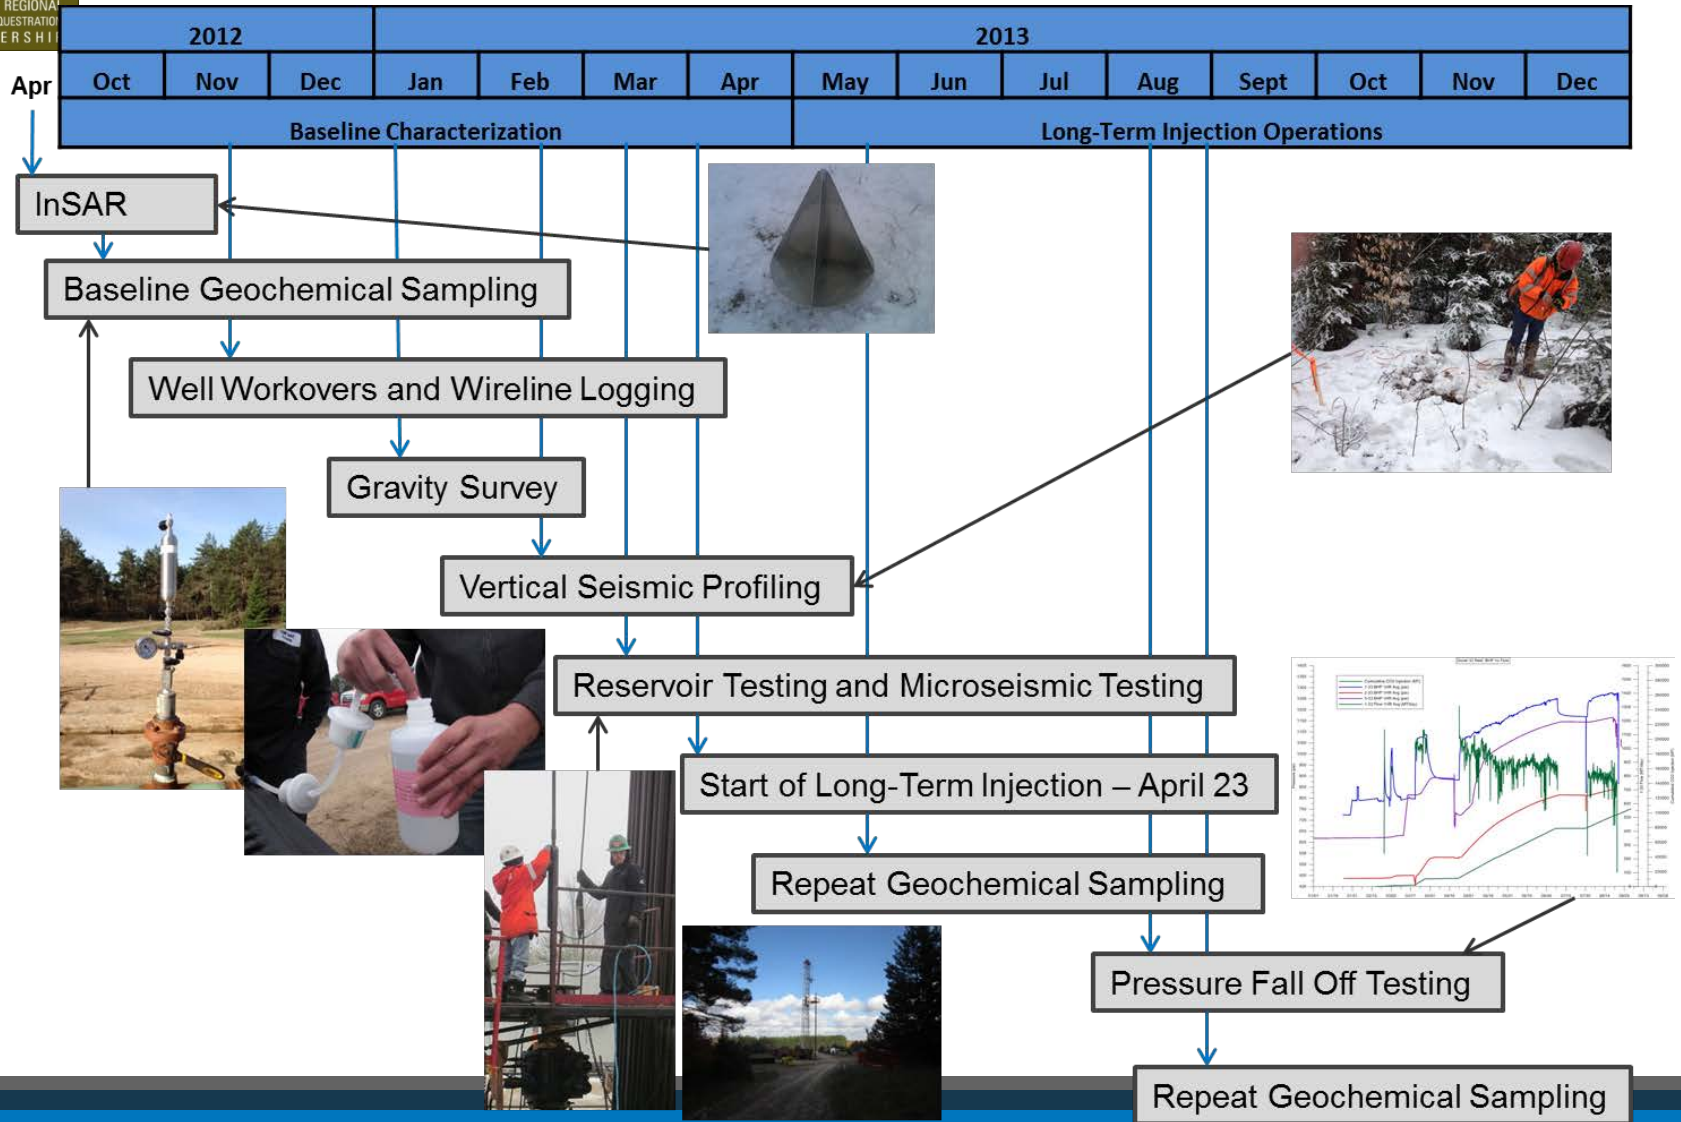 REGIONAL
QUESTRATION
ERSHI
2012
2013
Apr
Oct
Nov
Dec
Jan
Feb
Mar
Apr
May
Jun
Jul
Aug
Sept
Oct
Nov
Dec
Baseline Characterization
Long-Term Injection Operations
InSAR
Baseline Geochemical Sampling
Well Workovers and Wireline Logging
Gravity Survey
Vertical Seismic Profiling
Reservoir Testing and Microseismic Testing
Start of Long-Term Injection – April 23
Repeat Geochemical Sampling
Pressure Fall Off Testing
Repeat Geochemical Sampling